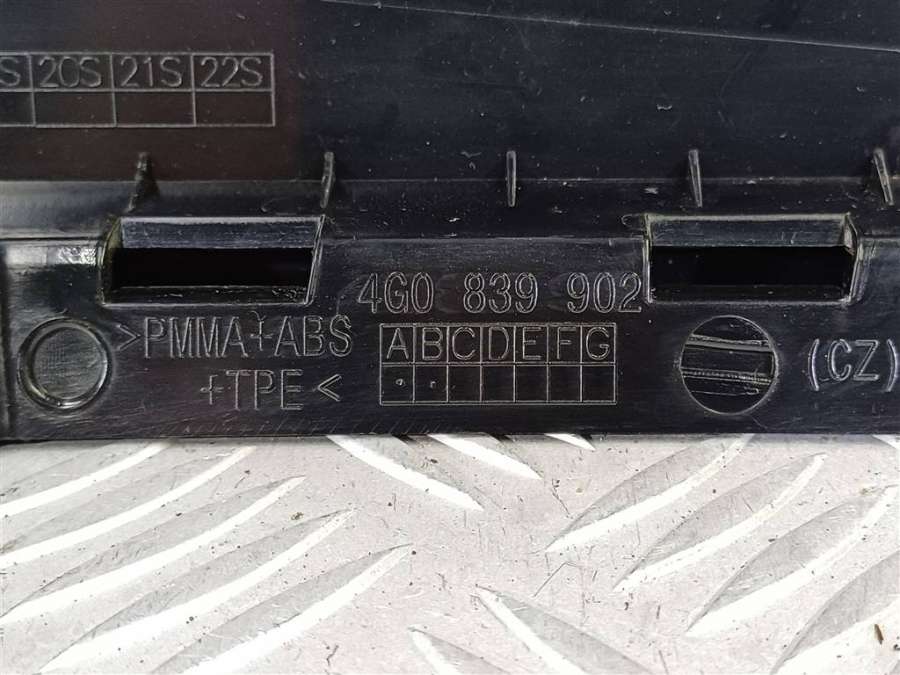 20S 21S 22S
4G0 839 902
>PMMA+ABS
+TPE<
A B C D E F G
(CZ)